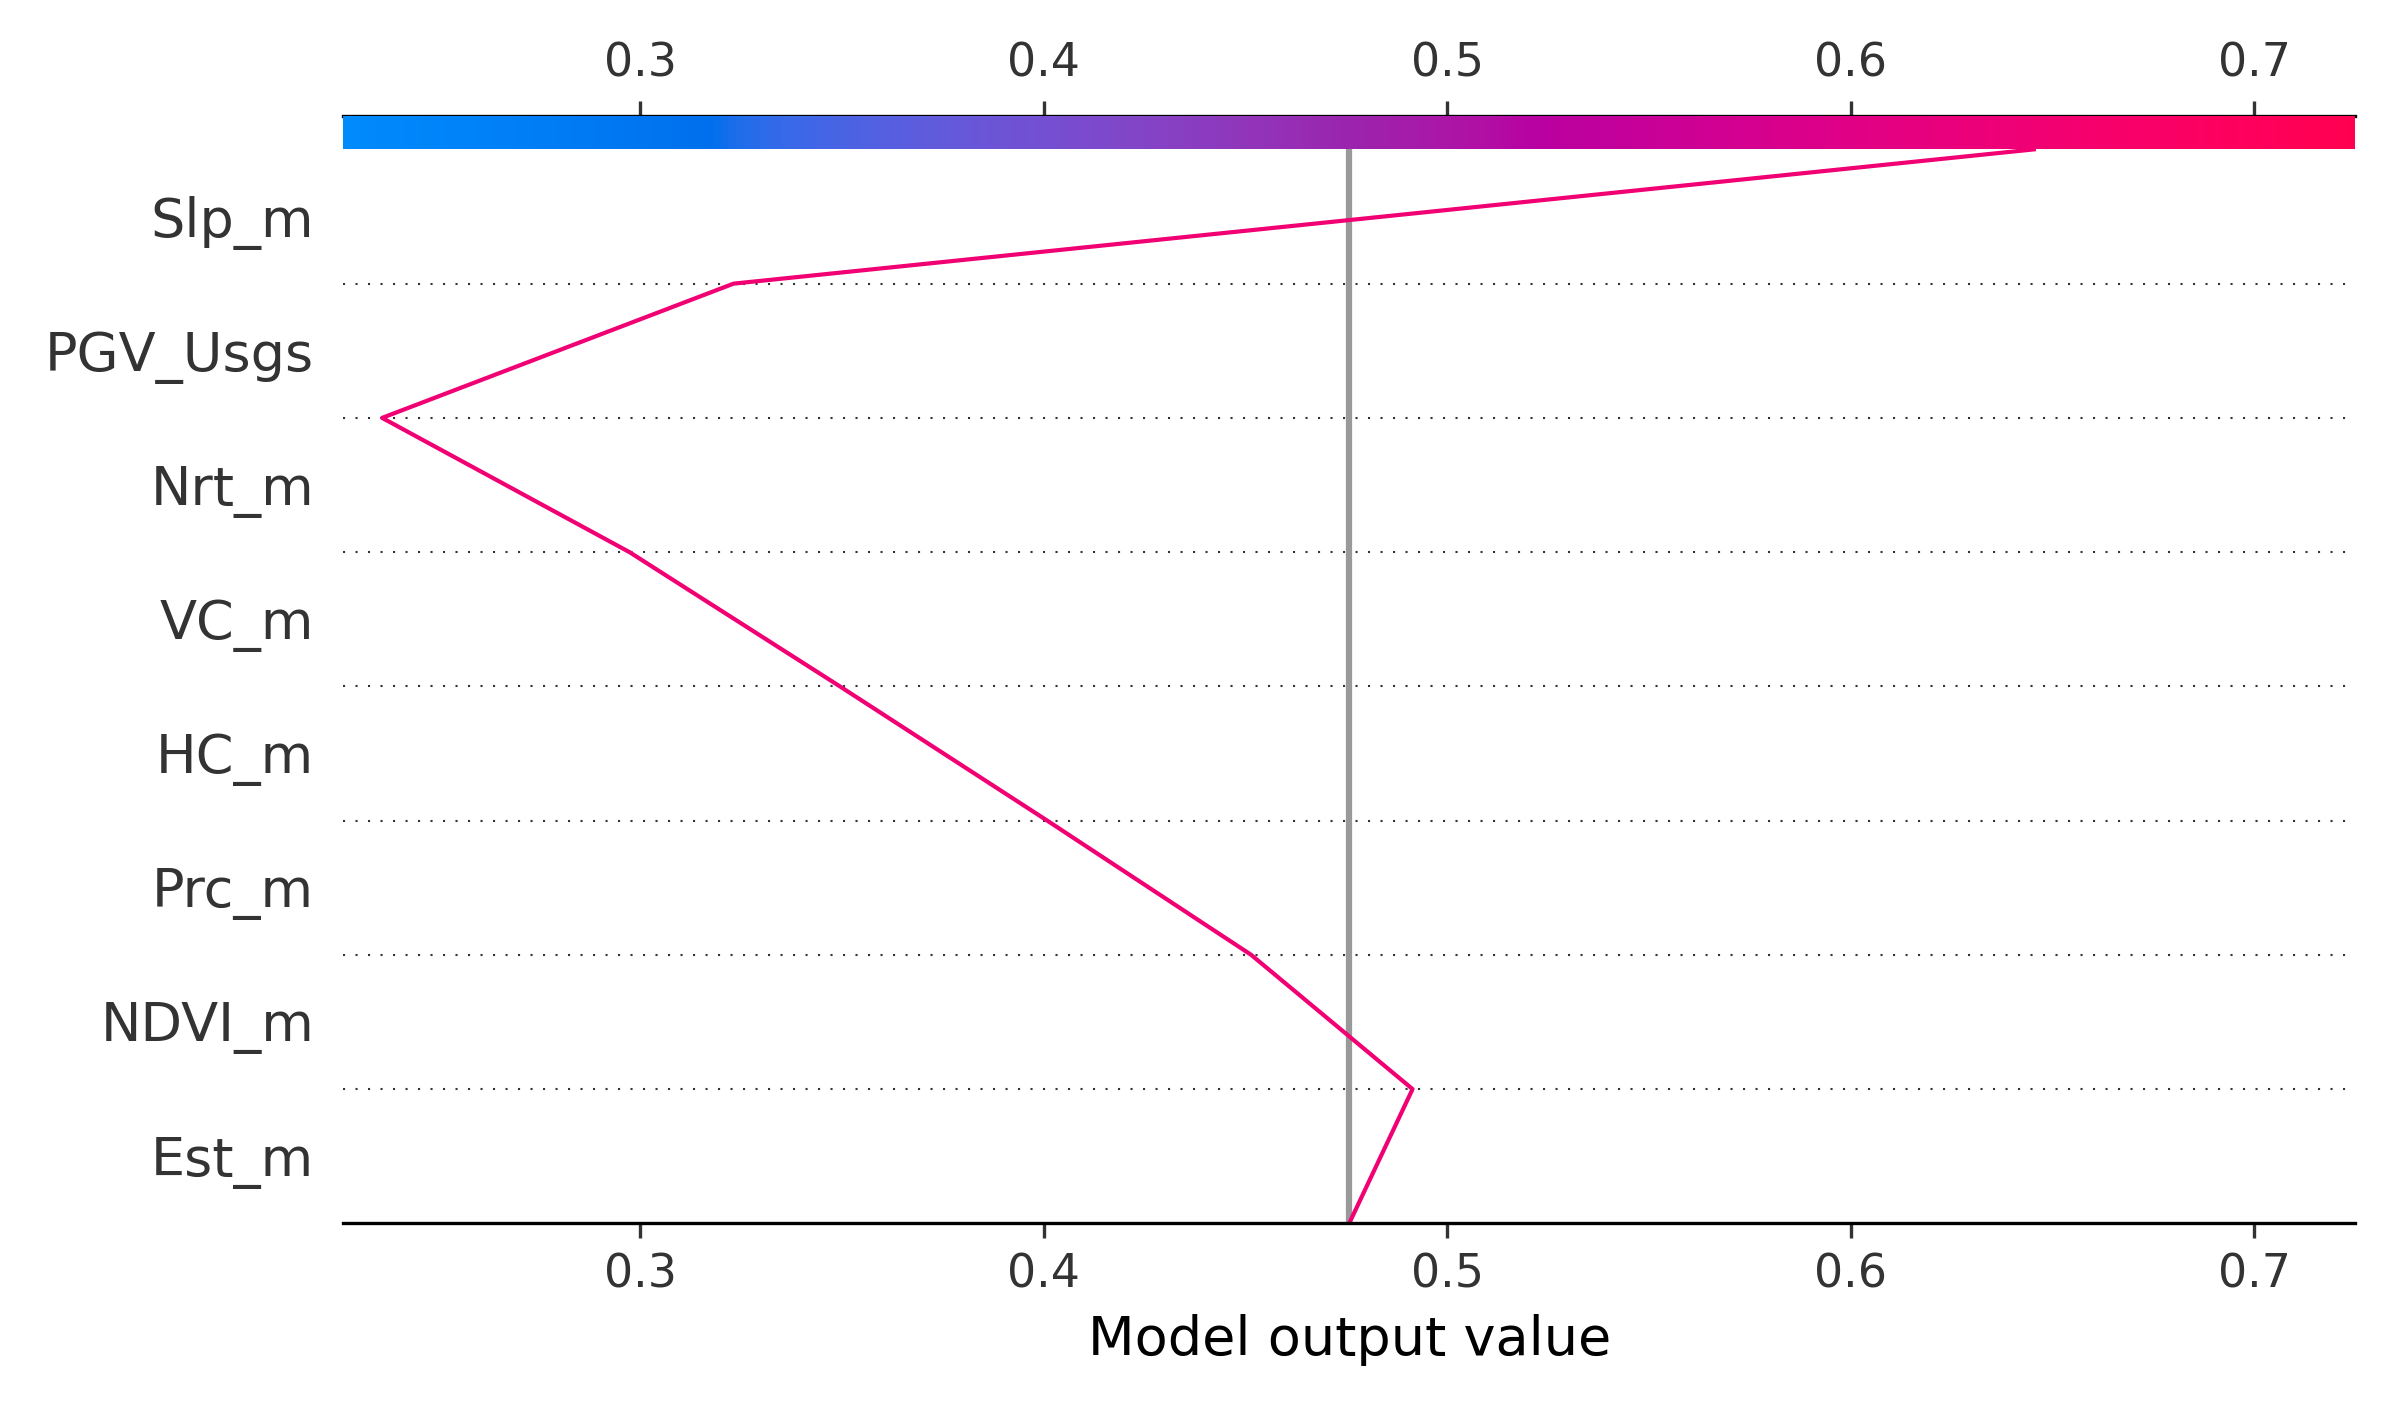 0.3 0.4 0.5 0.6 0.7
Slp_m
PGV_Usgs
Nrt_m
VC_m
HC_m
Prc_m
NDVI_m
Est_m
0.3 0.4 0.5 0.6 0.7
Model output value